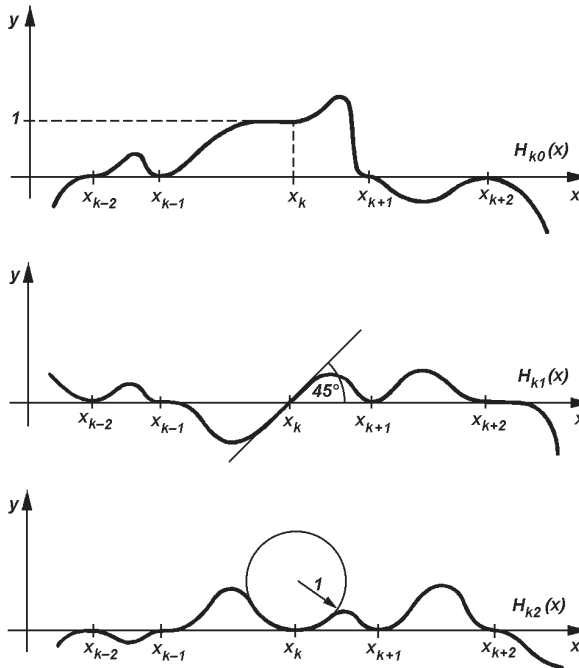 y
1
H_{k0}(x)
x_{k–2} x_{k–1} x_k x_{k+1} x_{k+2} x
y
45°
H_{k1}(x)
x_{k–2} x_{k–1} x_k x_{k+1} x_{k+2} x
y
1
H_{k2}(x)
x_{k–2} x_{k–1} x_k x_{k+1} x_{k+2} x